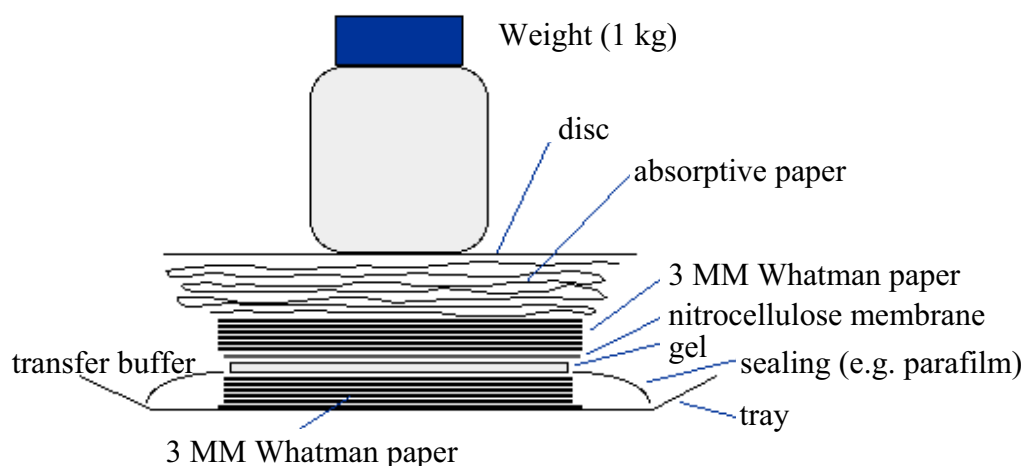 Weight (1 kg)
disc
absorptive paper
3 MM Whatman paper
nitrocellulose membrane
gel
transfer buffer
sealing (e.g. parafilm)
tray
3 MM Whatman paper